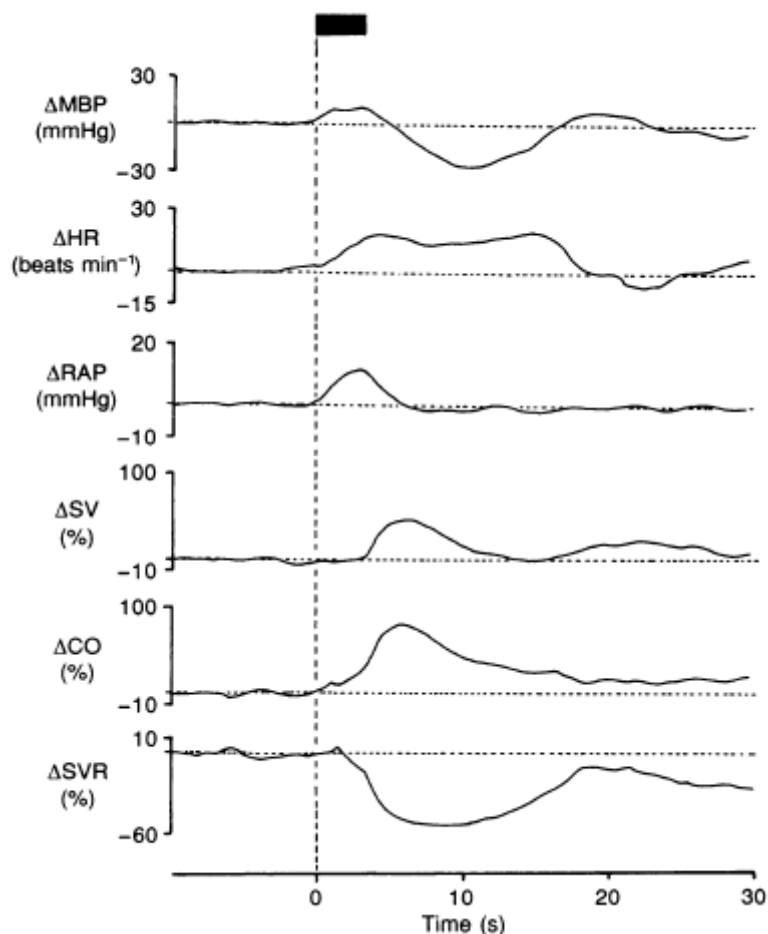 30
ΔMBP
(mmHg)
−30
30
ΔHR
(beats min⁻¹)
−15
20
ΔRAP
(mmHg)
−10
100
ΔSV
(%)
−10
100
ΔCO
(%)
−10
10
ΔSVR
(%)
−60
0 10 20 30
Time (s)